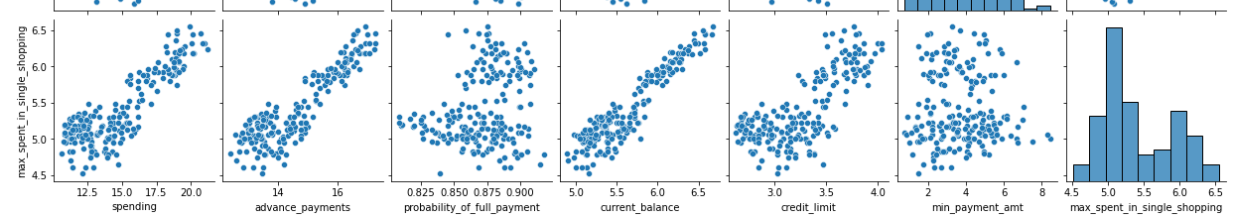 max_spent_in_single_shopping
6.5
6.0
5.5
5.0
4.5
12.5 15.0 17.5 20.0
14 16
0.825 0.850 0.875 0.900
5.0 5.5 6.0 6.5
3.0 3.5 4.0
2 4 6 8
4.5 5.0 5.5 6.0 6.5
spending
advance_payments
probability_of_full_payment
current_balance
credit_limit
min_payment_amt
max_spent_in_single_shopping